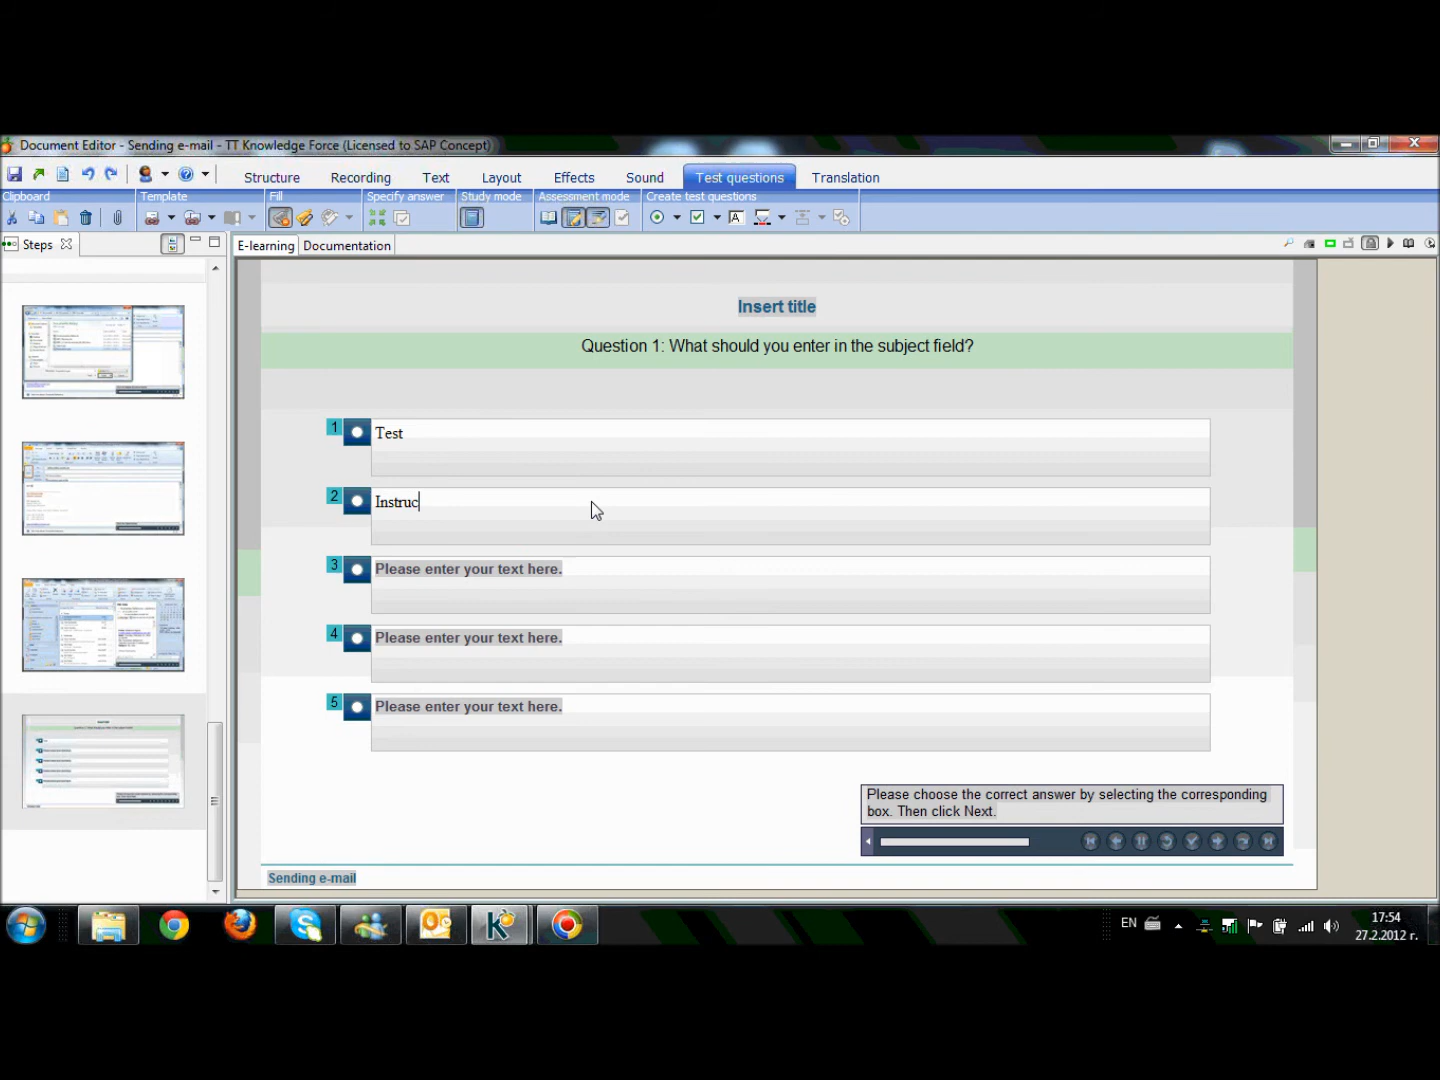 Document Editor - Sending e-mail - TT Knowledge Force (Licensed to SAP Concept)
Structure Recording Text Layout Effects Sound Test questions Translation
Clipboard Template Fill Specify answer Study mode Assessment mode Create test questions
Steps E-learning Documentation
Insert title
Question 1: What should you enter in the subject field?
1 Test
2 Instruc
3 Please enter your text here.
4 Please enter your text here.
5 Please enter your text here.
Please choose the correct answer by selecting the corresponding
box. Then click Next.
Sending e-mail
EN 17:54
27.2.2012 г.